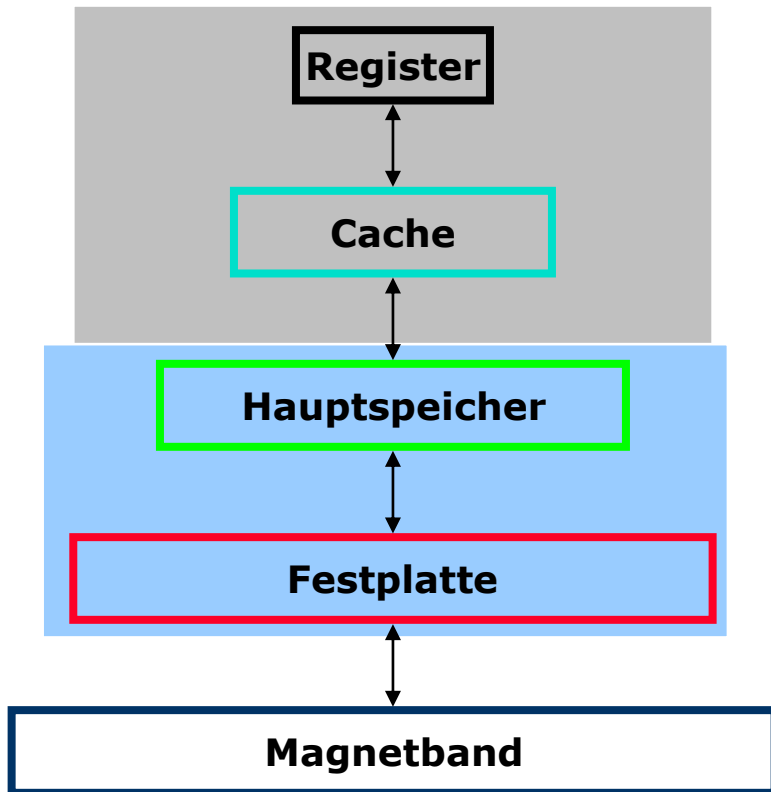 Register
Cache
Hauptspeicher
Festplatte
Magnetband